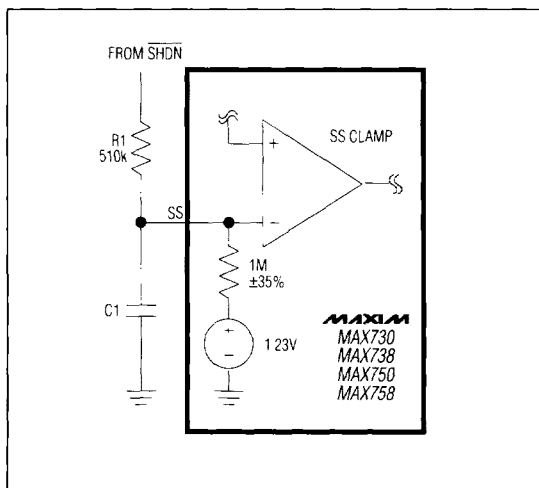 FROM SHDN
R1
510k
SS
C1
+
−
SS CLAMP
1M
±35%
+
−
1 23V
MAXIM
MAX730
MAX738
MAX750
MAX758